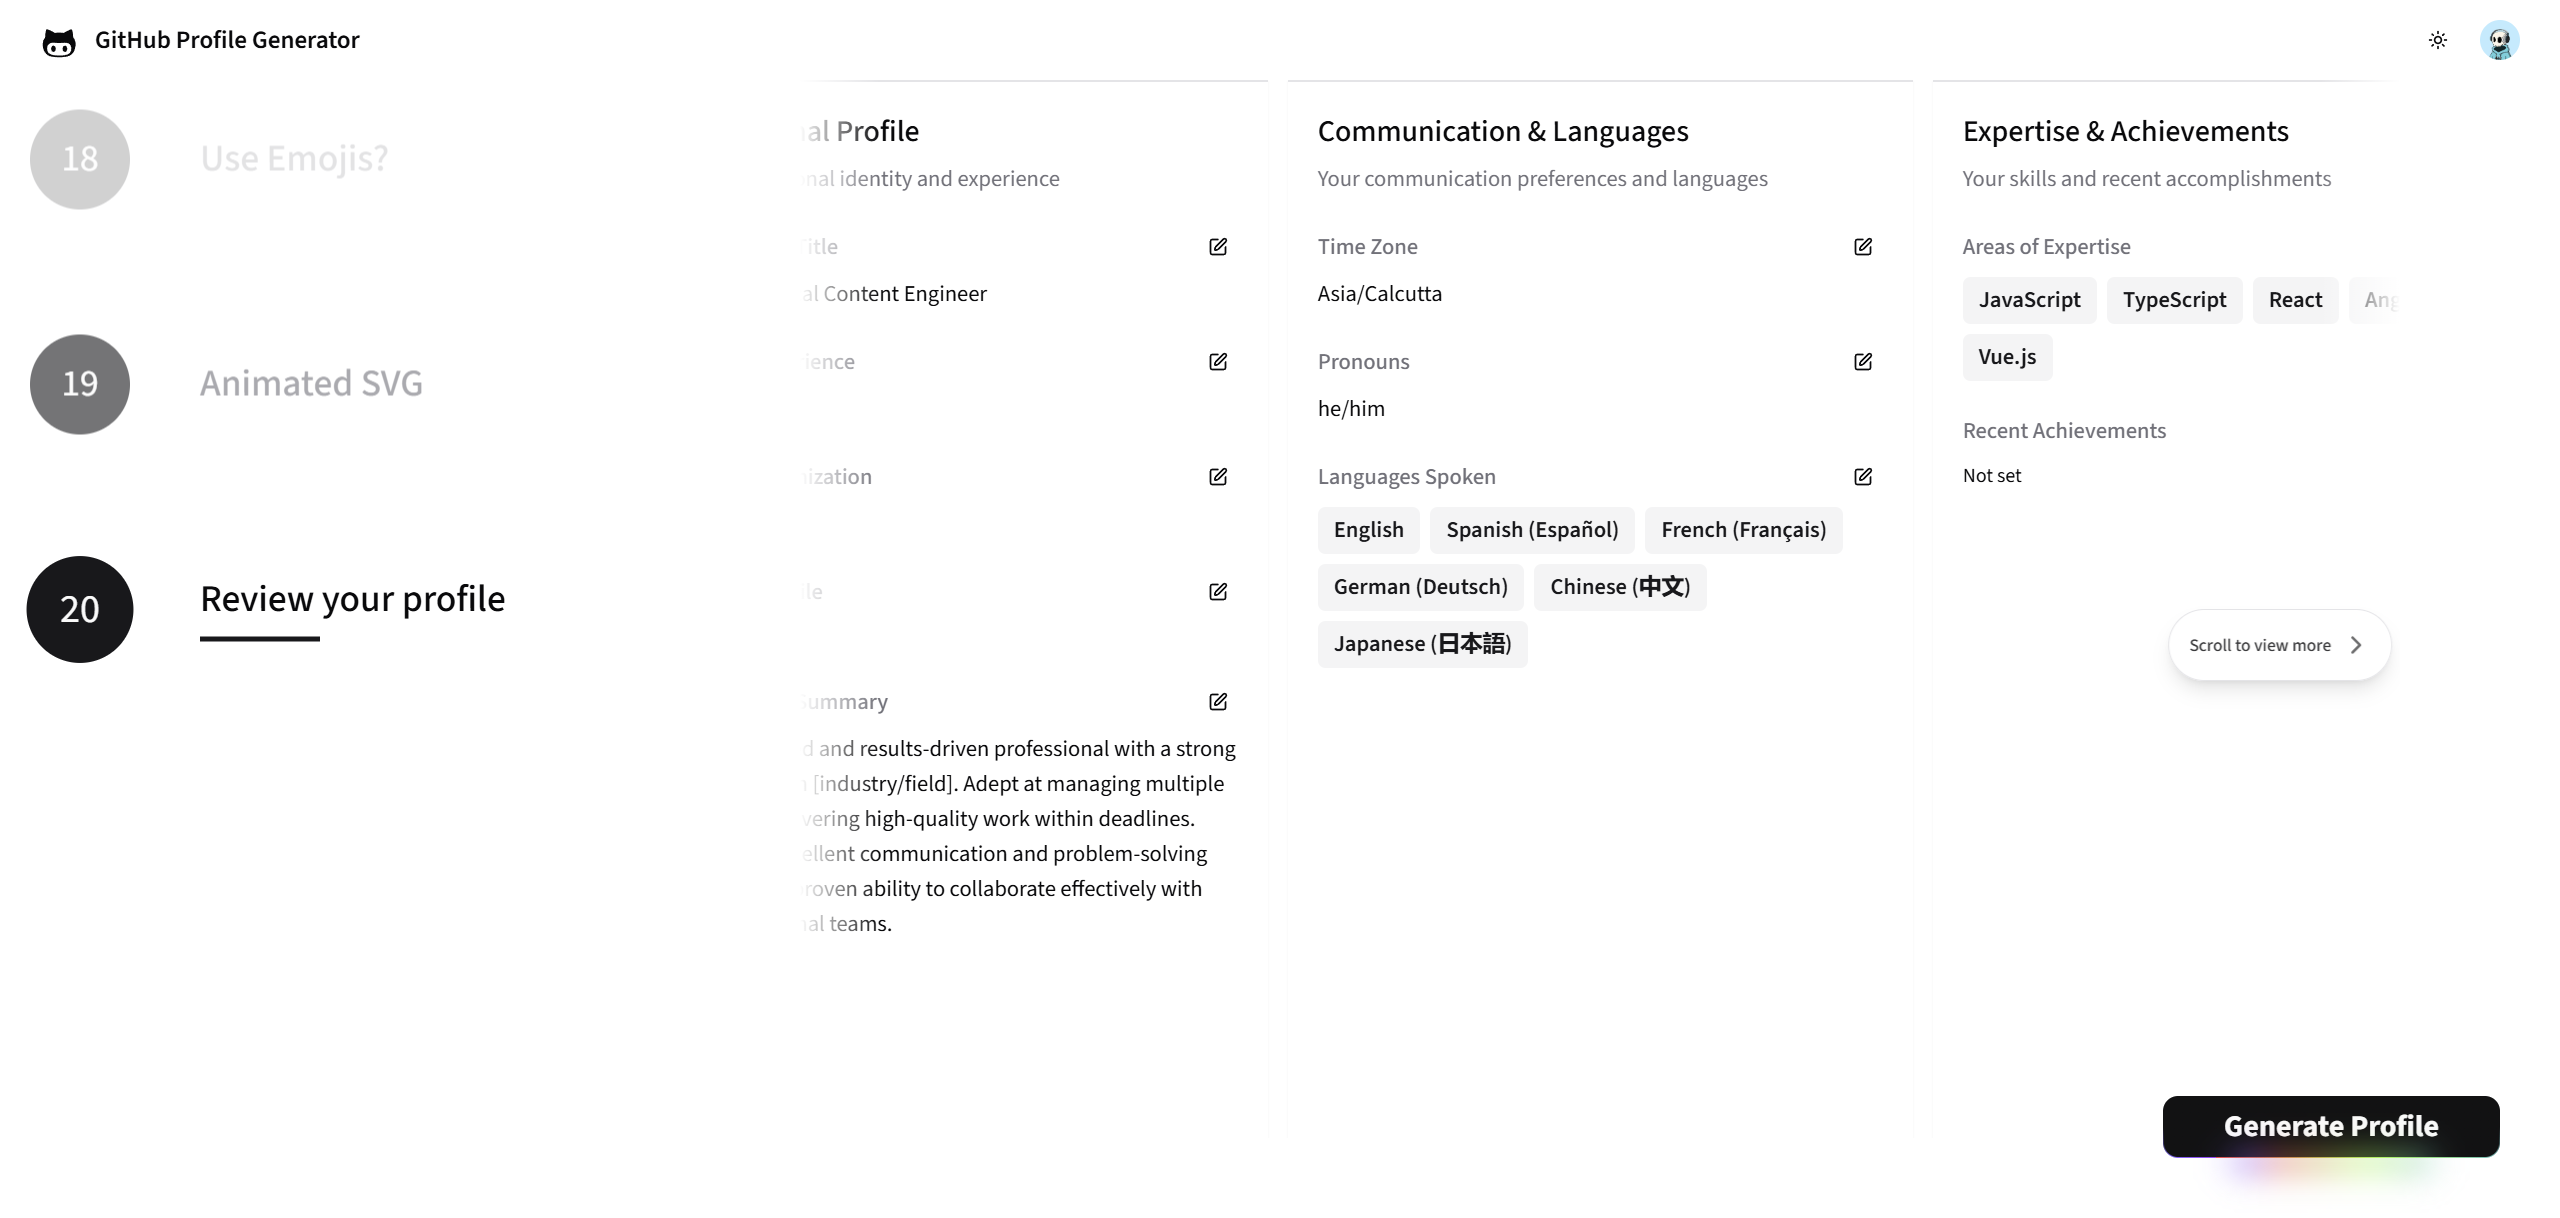 GitHub Profile Generator
18
Use Emojis?
19
Animated SVG
20
Review your profile
al Profile
nal identity and experience
Title
al Content Engineer
ience
nization
ile
Summary
d and results-driven professional with a strong
[industry/field]. Adept at managing multiple
vering high-quality work within deadlines.
ellent communication and problem-solving
roven ability to collaborate effectively with
nal teams.
Communication & Languages
Your communication preferences and languages
Time Zone
Asia/Calcutta
Pronouns
he/him
Languages Spoken
English
Spanish (Español)
French (Français)
German (Deutsch)
Chinese (中文)
Japanese (日本語)
Expertise & Achievements
Your skills and recent accomplishments
Areas of Expertise
JavaScript
TypeScript
React
Ang
Vue.js
Recent Achievements
Not set
Scroll to view more
Generate Profile